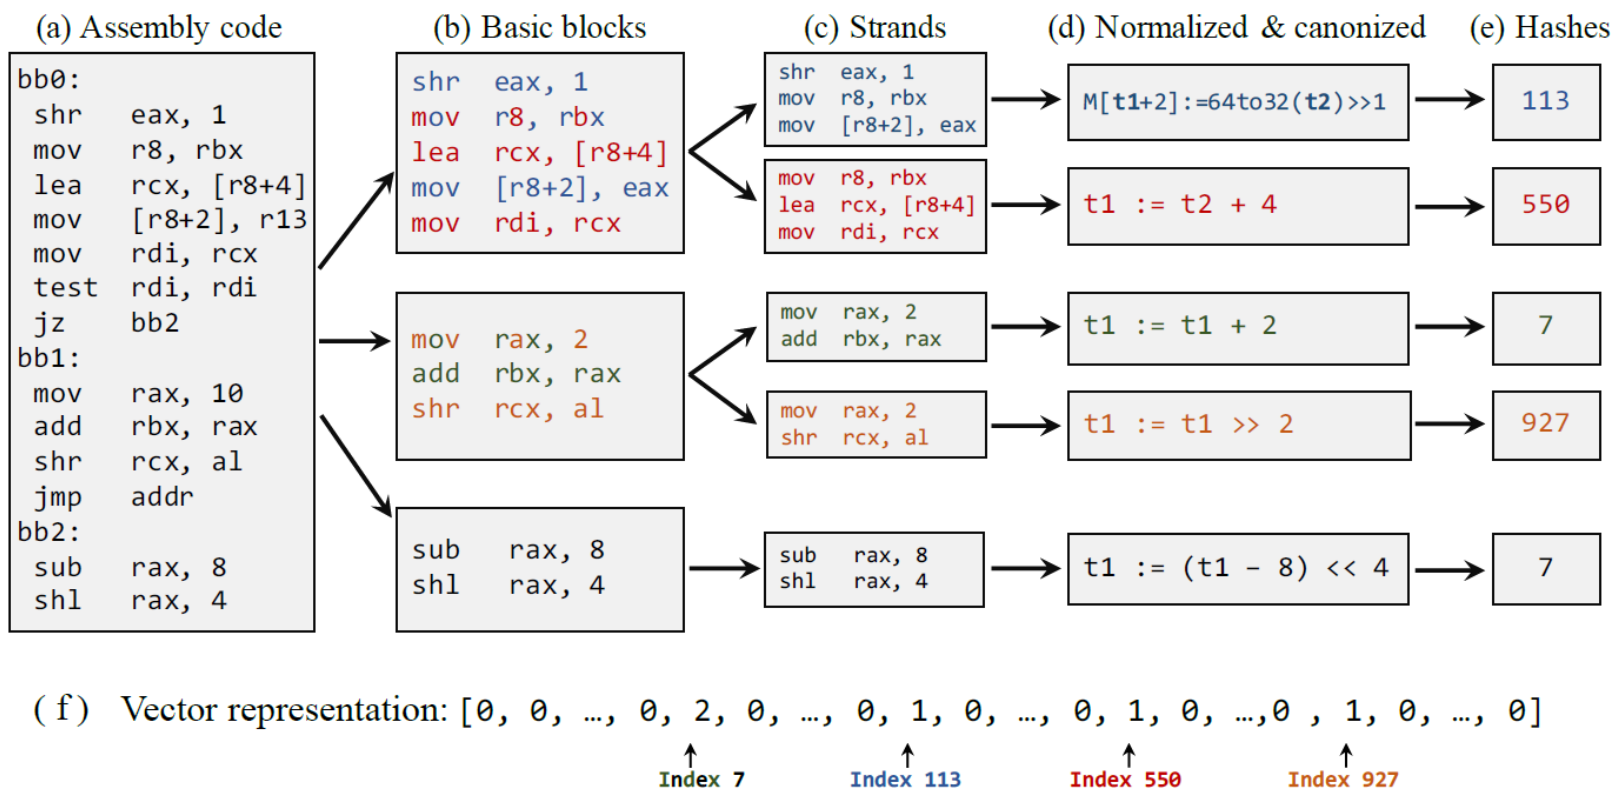 (a) Assembly code
bb0:
shr eax, 1
mov r8, rbx
lea rcx, [r8+4]
mov [r8+2], r13
mov rdi, rcx
test rdi, rdi
jz bb2
bb1:
mov rax, 10
add rbx, rax
shr rcx, al
jmp addr
bb2:
sub rax, 8
shl rax, 4
(b) Basic blocks
shr eax, 1
mov r8, rbx
lea rcx, [r8+4]
mov [r8+2], eax
mov rdi, rcx
mov rax, 2
add rbx, rax
shr rcx, al
sub rax, 8
shl rax, 4
(c) Strands
shr eax, 1
mov r8, rbx
mov [r8+2], eax
mov r8, rbx
lea rcx, [r8+4]
mov rdi, rcx
mov rax, 2
add rbx, rax
mov rax, 2
shr rcx, al
sub rax, 8
shl rax, 4
(d) Normalized & canonized
M[t1+2]:=64to32(t2)>>1
t1 := t2 + 4
t1 := t1 + 2
t1 := t1 >> 2
t1 := (t1 – 8) << 4
(e) Hashes
113
550
7
927
7
( f ) Vector representation: [0, 0, …, 0, 2, 0, …, 0, 1, 0, …, 0, 1, 0, …,0 , 1, 0, …, 0]
Index 7 Index 113 Index 550 Index 927